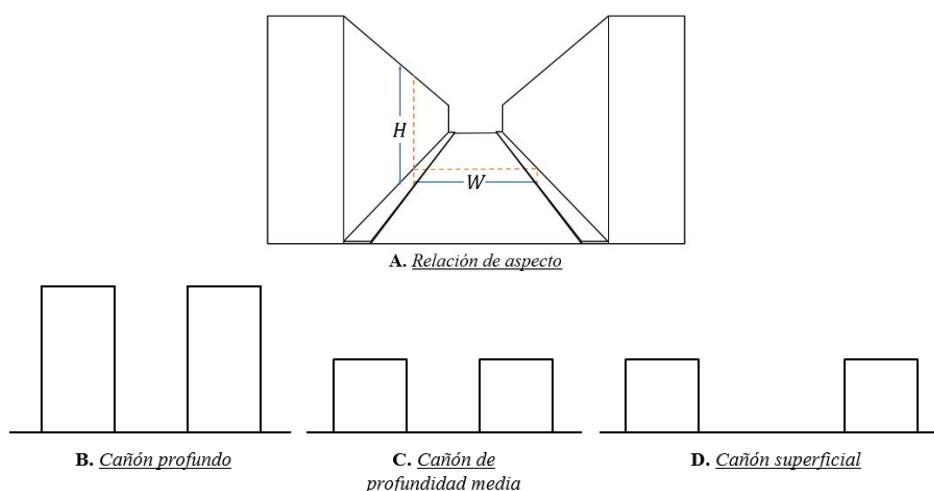 H
W
A. Relación de aspecto
B. Cañón profundo
C. Cañón de
profundidad media
D. Cañón superficial